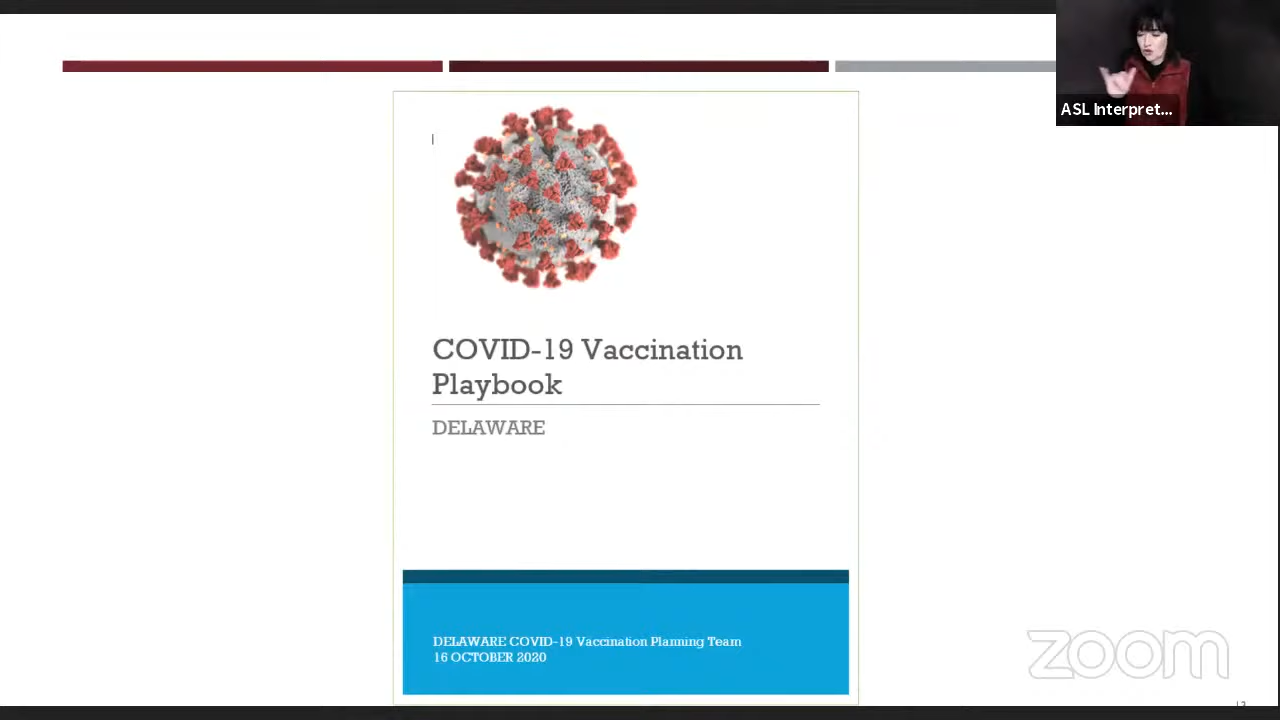 ASL Interpret...
COVID-19 Vaccination
Playbook
DELAWARE
DELAWARE COVID-19 Vaccination Planning Team
16 OCTOBER 2020
zoom